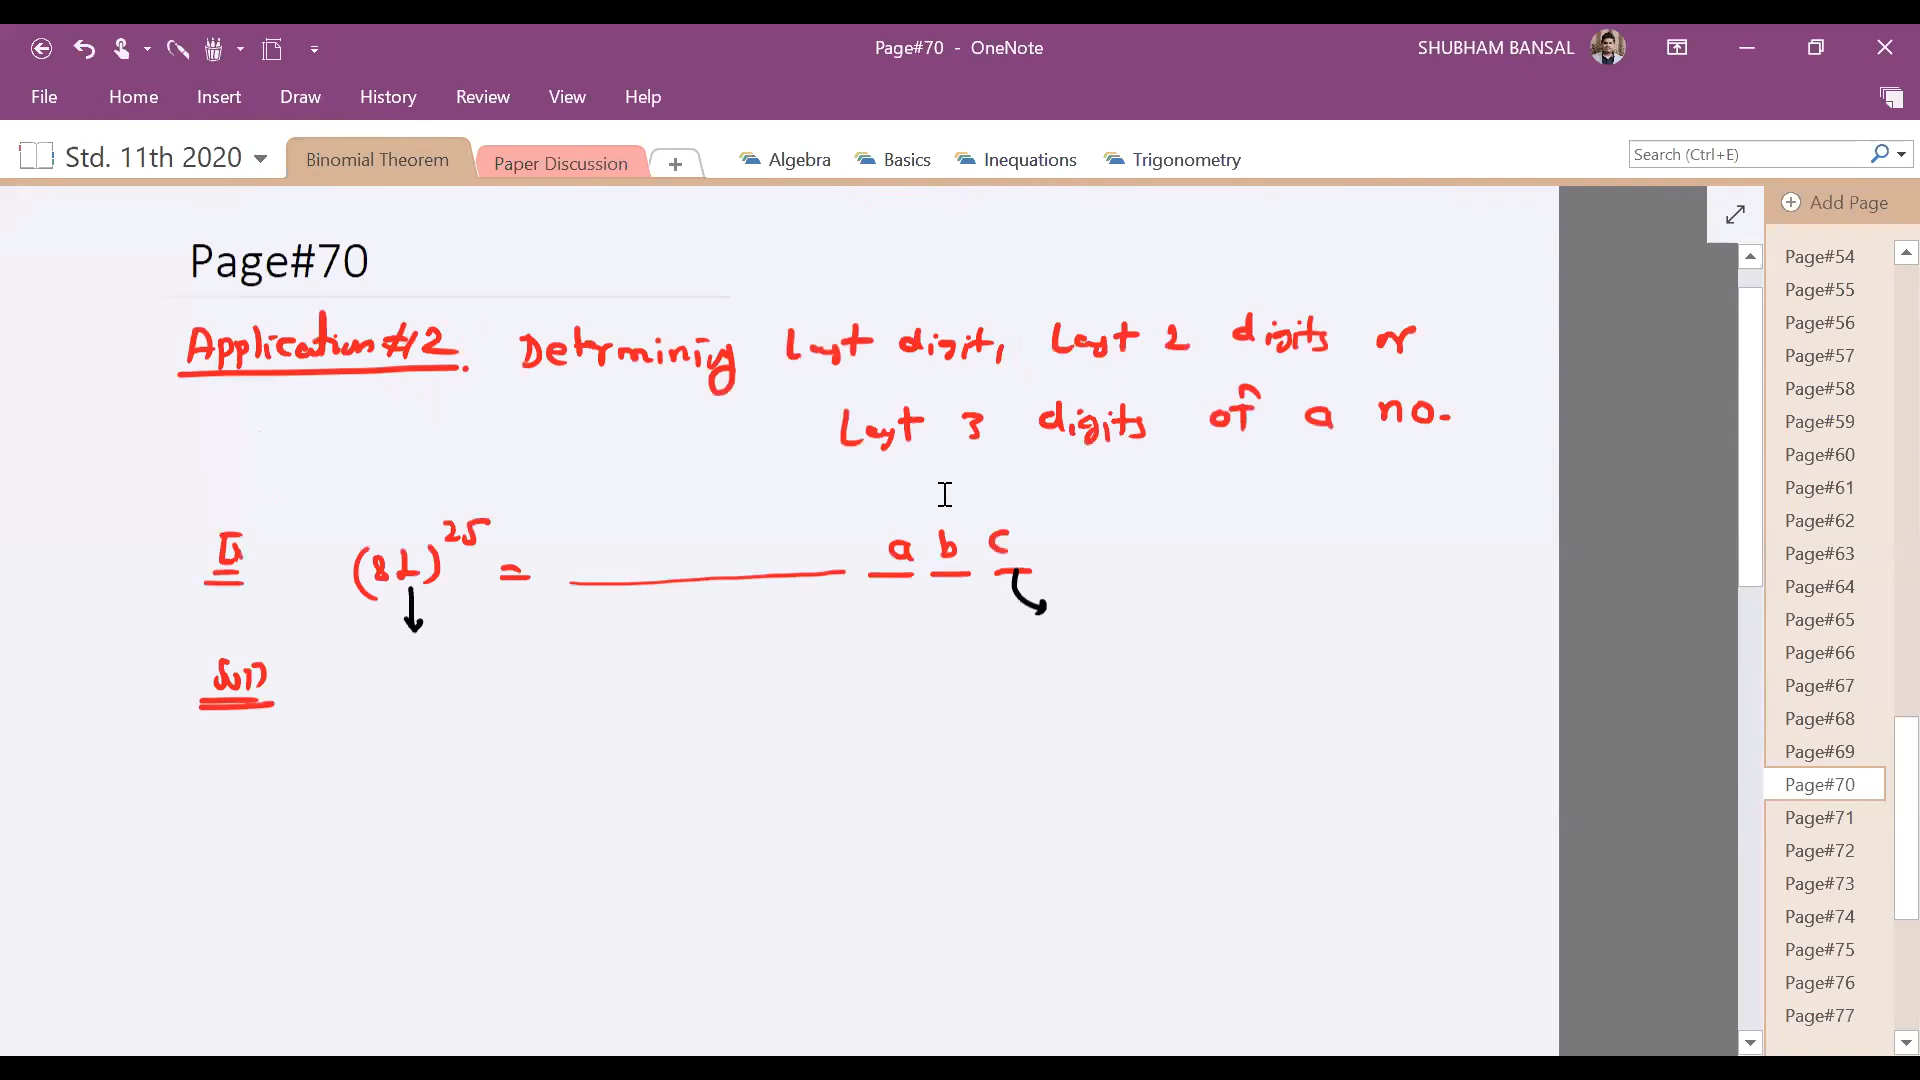 Page#70 - OneNote
SHUBHAM BANSAL
File Home Insert Draw History Review View Help
Std. 11th 2020 Binomial Theorem Paper Discussion + Algebra Basics Inequations Trigonometry Search (Ctrl+E)
Add Page
Page#70
Application#12. Determining Last digit, Last 2 digits or
Last 3 digits of a no.
(81)^25 = ________ a b c
Soln
Page#54
Page#55
Page#56
Page#57
Page#58
Page#59
Page#60
Page#61
Page#62
Page#63
Page#64
Page#65
Page#66
Page#67
Page#68
Page#69
Page#70
Page#71
Page#72
Page#73
Page#74
Page#75
Page#76
Page#77